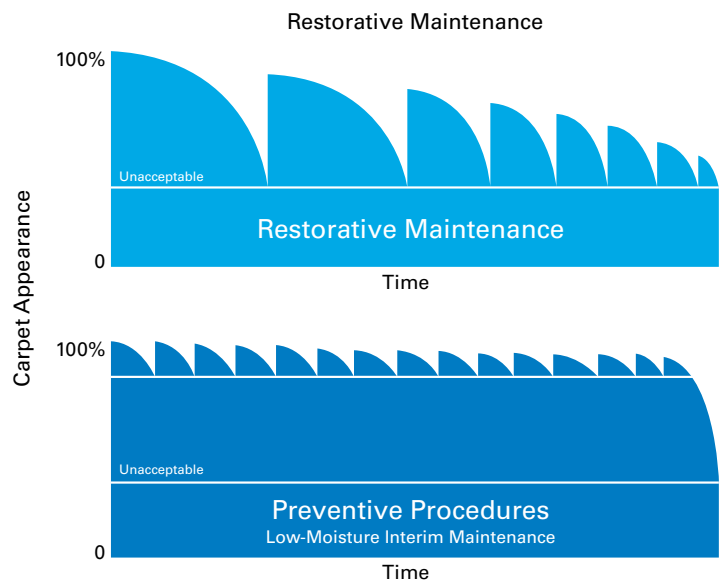 Restorative Maintenance
100%
Unacceptable
Restorative Maintenance
0
Time
Carpet Appearance
100%
Unacceptable
Preventive Procedures
Low-Moisture Interim Maintenance
0
Time